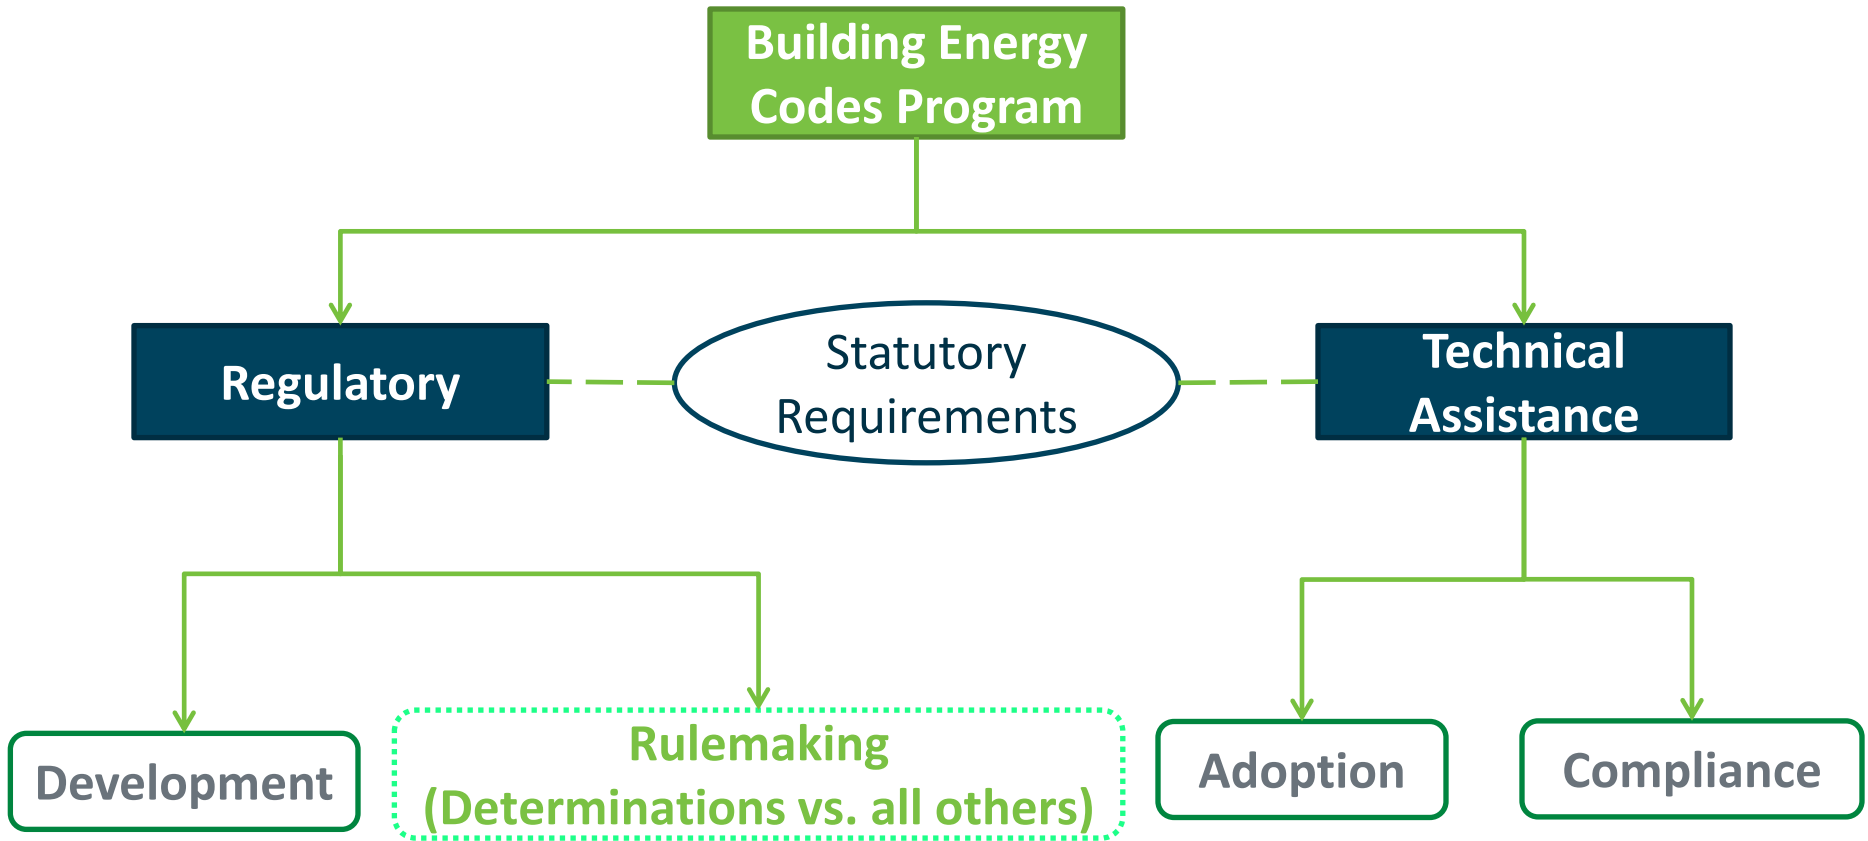 Building Energy
Codes Program
Regulatory
Statutory
Requirements
Technical
Assistance
Development
Rulemaking
(Determinations vs. all others)
Adoption
Compliance